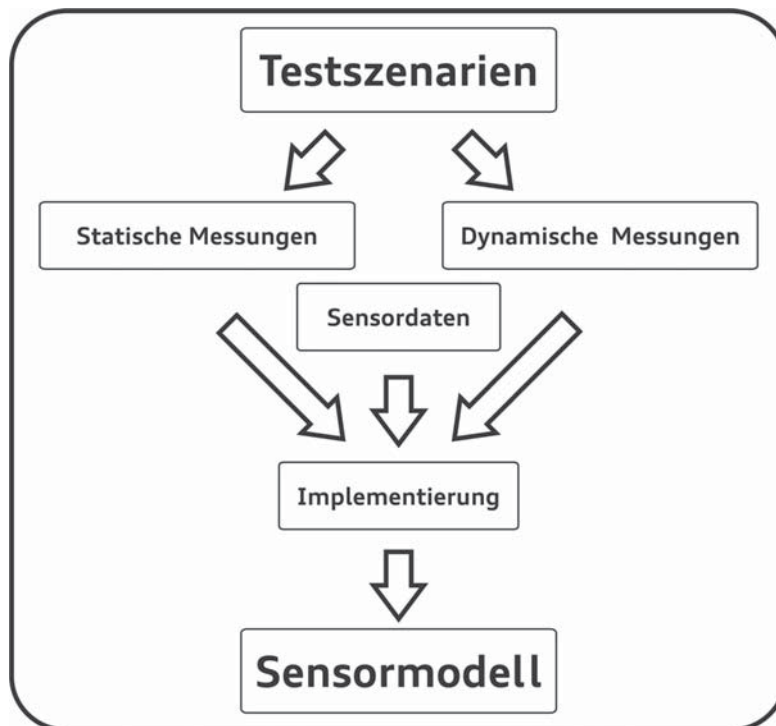 Testszenarien
Statische Messungen
Dynamische Messungen
Sensordaten
Implementierung
Sensormodell